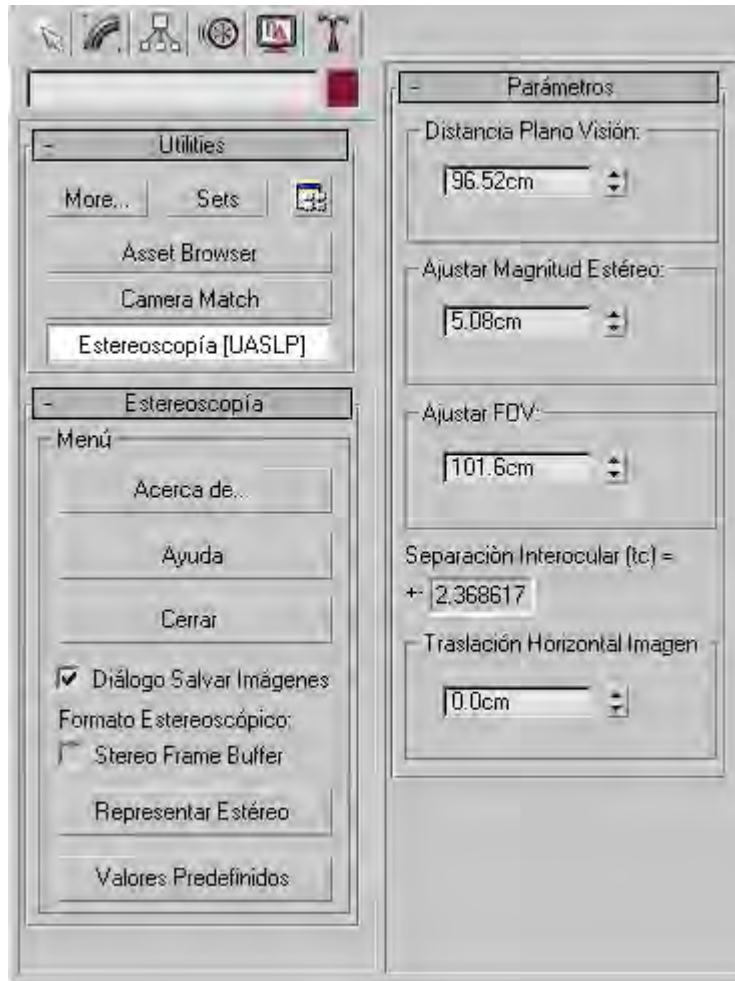 Utilities
More...
Sets
Asset Browser
Camera Match
Estereoscopía [UASLP]
- Estereoscopía
Menú
Acerca de...
Ayuda
Cerrar
Diálogo Salvar Imágenes
Formato Estereoscópico:
Stereo Frame Buffer
Representar Estéreo
Valores Predefinidos
- Parámetros
Distancia Plano Visión:
96.52cm
Ajustar Magnitud Estéreo:
5.08cm
Ajustar FOV:
101.6cm
Separaciòn Interocular (tc) =
+- 2.368617
Traslación Horizontal Imagen
0.0cm